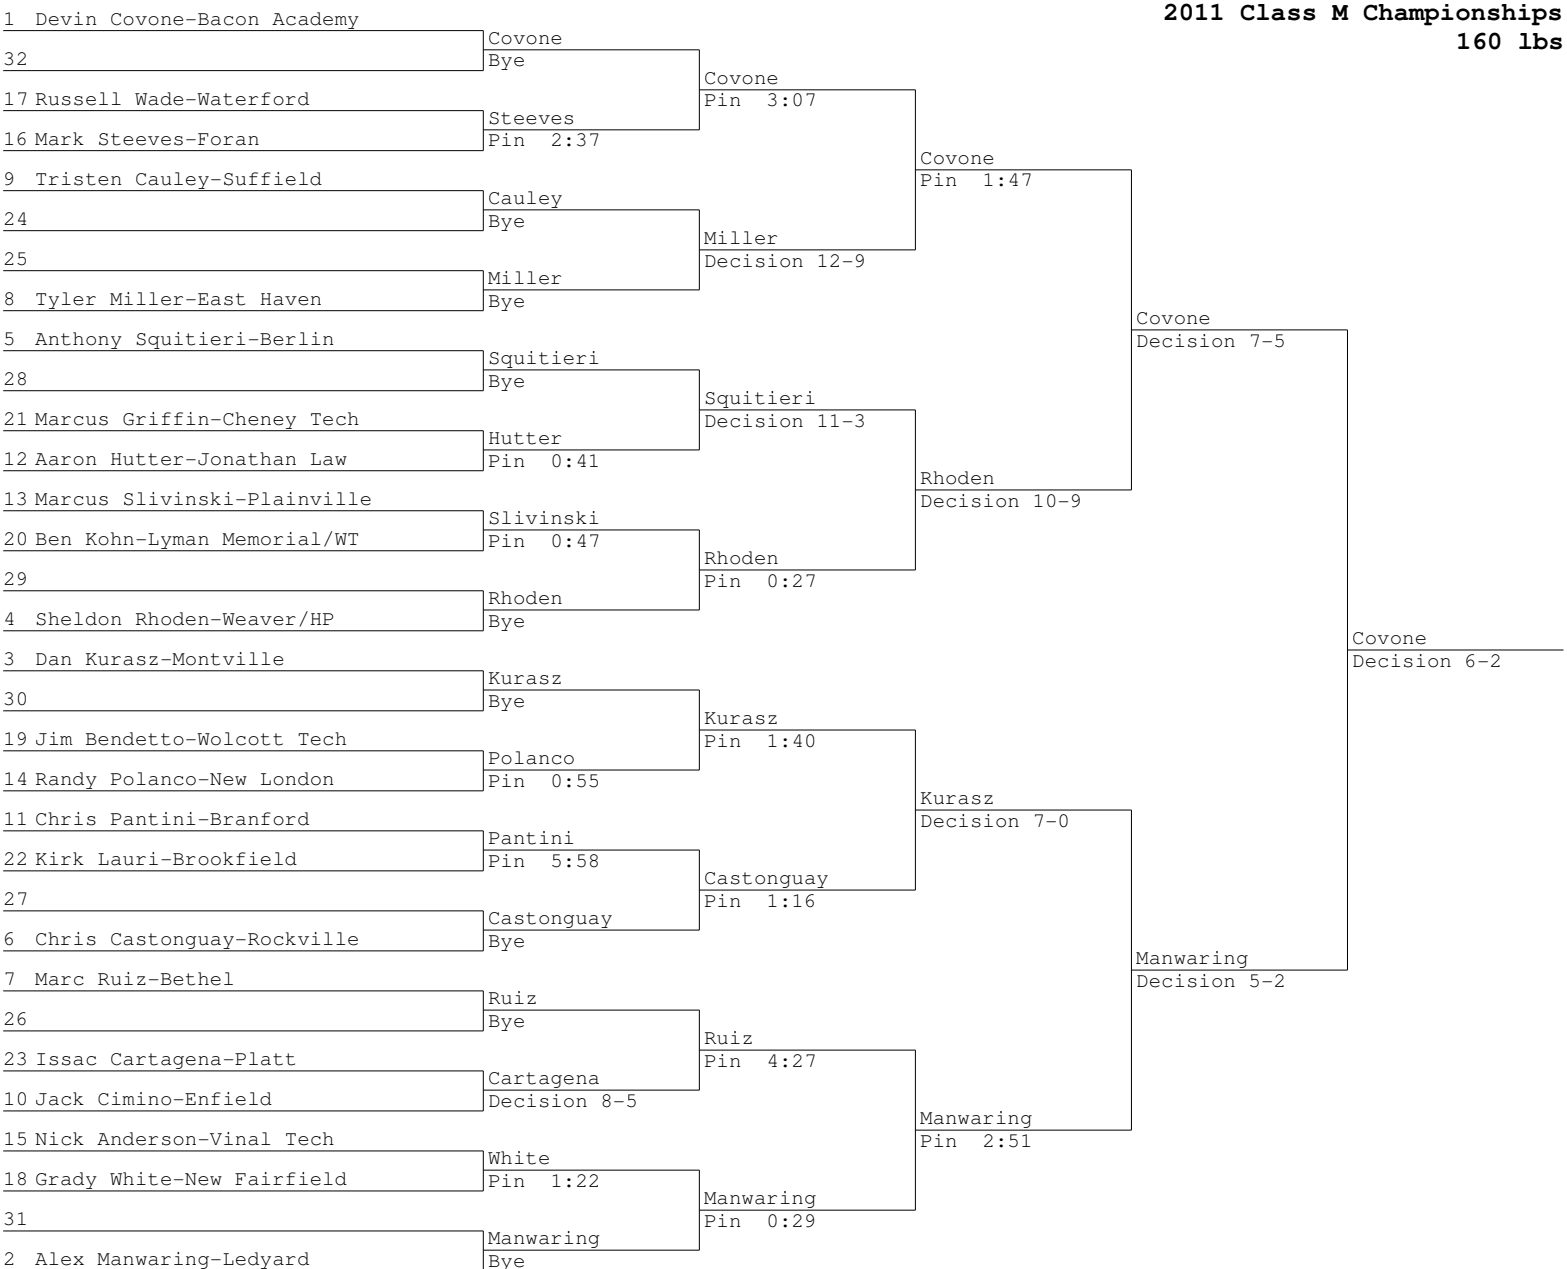 2011 Class M Championships
160 lbs
1 Devin Covone-Bacon Academy
32
17 Russell Wade-Waterford
16 Mark Steeves-Foran
9 Tristen Cauley-Suffield
24
25
8 Tyler Miller-East Haven
5 Anthony Squitieri-Berlin
28
21 Marcus Griffin-Cheney Tech
12 Aaron Hutter-Jonathan Law
13 Marcus Slivinski-Plainville
20 Ben Kohn-Lyman Memorial/WT
29
4 Sheldon Rhoden-Weaver/HP
3 Dan Kurasz-Montville
30
19 Jim Bendetto-Wolcott Tech
14 Randy Polanco-New London
11 Chris Pantini-Branford
22 Kirk Lauri-Brookfield
27
6 Chris Castonguay-Rockville
7 Marc Ruiz-Bethel
26
23 Issac Cartagena-Platt
10 Jack Cimino-Enfield
15 Nick Anderson-Vinal Tech
18 Grady White-New Fairfield
31
2 Alex Manwaring-Ledyard
Covone
Bye
Steeves
Pin 2:37
Cauley
Bye
Miller
Bye
Squitieri
Bye
Hutter
Pin 0:41
Slivinski
Pin 0:47
Rhoden
Bye
Kurasz
Bye
Polanco
Pin 0:55
Pantini
Pin 5:58
Castonguay
Bye
Ruiz
Bye
Cartagena
Decision 8-5
White
Pin 1:22
Manwaring
Bye
Covone
Pin 3:07
Miller
Decision 12-9
Squitieri
Decision 11-3
Rhoden
Pin 0:27
Kurasz
Pin 1:40
Castonguay
Pin 1:16
Ruiz
Pin 4:27
Manwaring
Pin 0:29
Covone
Pin 1:47
Rhoden
Decision 10-9
Kurasz
Decision 7-0
Manwaring
Pin 2:51
Covone
Decision 7-5
Manwaring
Decision 5-2
Covone
Decision 6-2